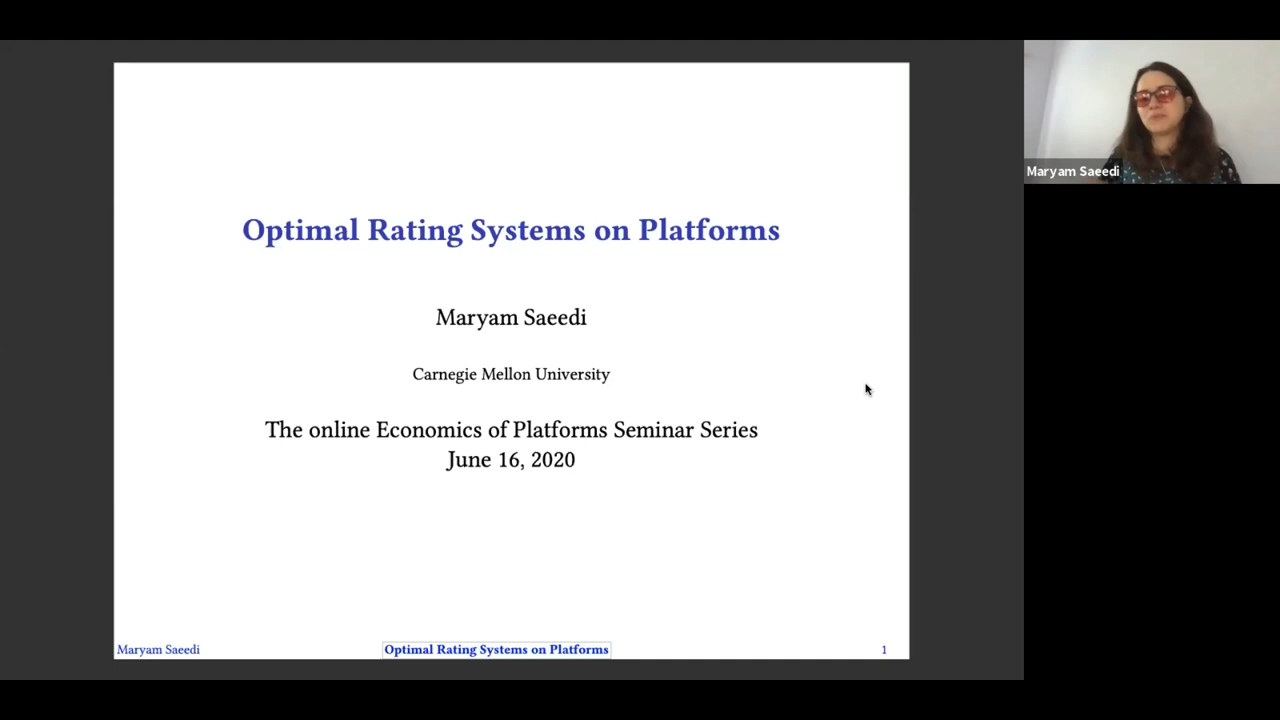 Optimal Rating Systems on Platforms
Maryam Saeedi
Carnegie Mellon University
The online Economics of Platforms Seminar Series
June 16, 2020
Maryam Saeedi
Optimal Rating Systems on Platforms
1
Maryam Saeedi